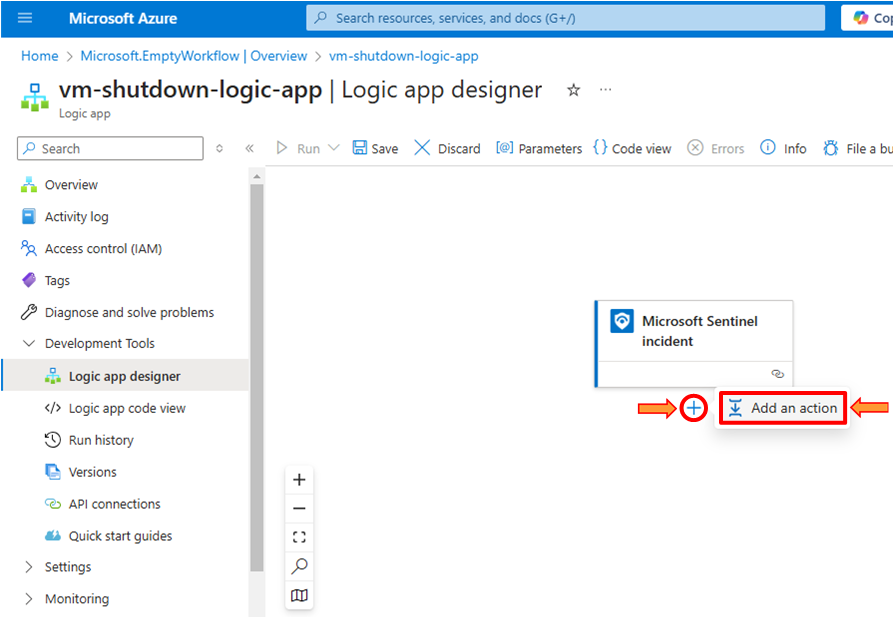 Microsoft Azure
Search resources, services, and docs (G+/)
Cop
Home > Microsoft.EmptyWorkflow | Overview > vm-shutdown-logic-app
vm-shutdown-logic-app | Logic app designer
Logic app
Search
Run
Save
Discard
[@] Parameters
{} Code view
Errors
Info
File a bu
Overview
Activity log
Access control (IAM)
Tags
Diagnose and solve problems
Development Tools
Logic app designer
</> Logic app code view
Run history
Versions
API connections
Quick start guides
Settings
Monitoring
Microsoft Sentinel
incident
Add an action